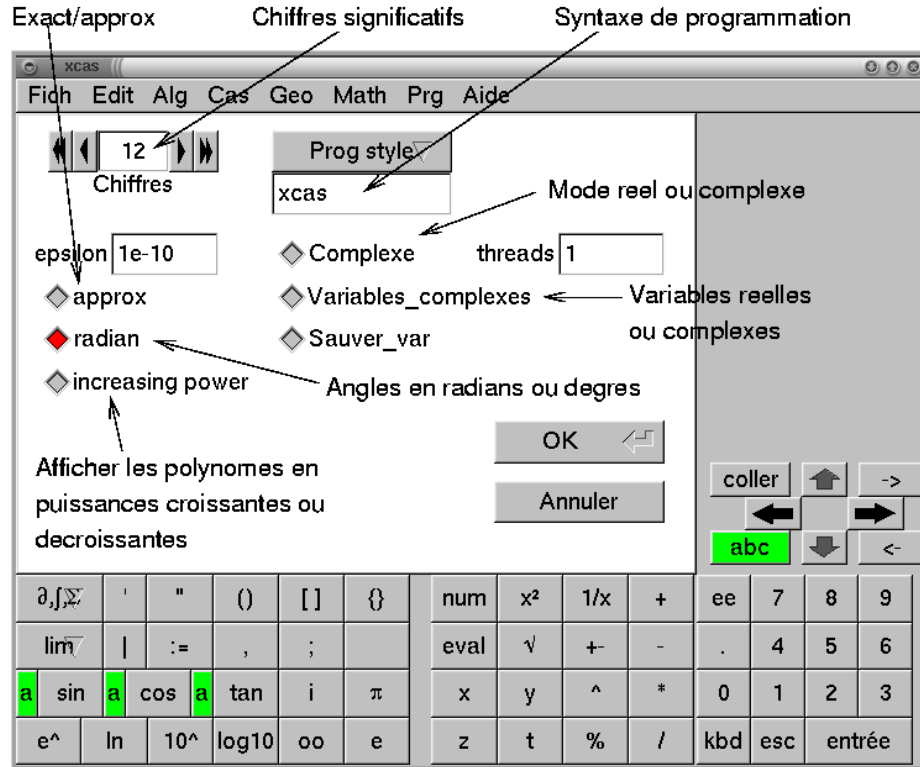 Exact/approx Chiffres significatifs Syntaxe de programmation
xcas
Fich Edit Alg Cas Geo Math Prg Aide
12 Prog style
Chiffres xcas
Mode reel ou complexe
epsilon 1e-10 Complexe threads 1
approx Variables_complexes Variables reelles
ou complexes
radian Sauver_var
increasing power Angles en radians ou degres
OK
Afficher les polynomes en
puissances croissantes ou
decroissantes
Annuler
coller ->
abc <-
∂,∫,Σ ' " () [ ] {} num x² 1/x + ee 7 8 9
lim | := , ; eval √ +- - . 4 5 6
a sin a cos a tan i π x y ^ * 0 1 2 3
e^ ln 10^ log10 oo e z t % / kbd esc entrée